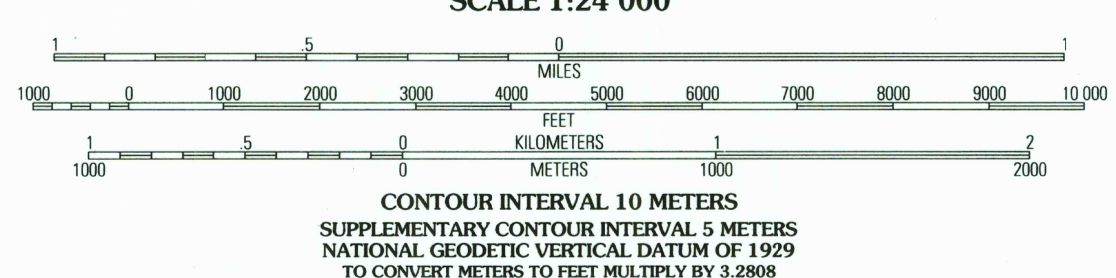 SCALE 1:24 000
1 .5 0 1
MILES
1000 0 1000 2000 3000 4000 5000 6000 7000 8000 9000 10 000
FEET
1 .5 0 KILOMETERS 1 2
1000 0 METERS 1000 2000
CONTOUR INTERVAL 10 METERS
SUPPLEMENTARY CONTOUR INTERVAL 5 METERS
NATIONAL GEODETIC VERTICAL DATUM OF 1929
TO CONVERT METERS TO FEET MULTIPLY BY 3.2808